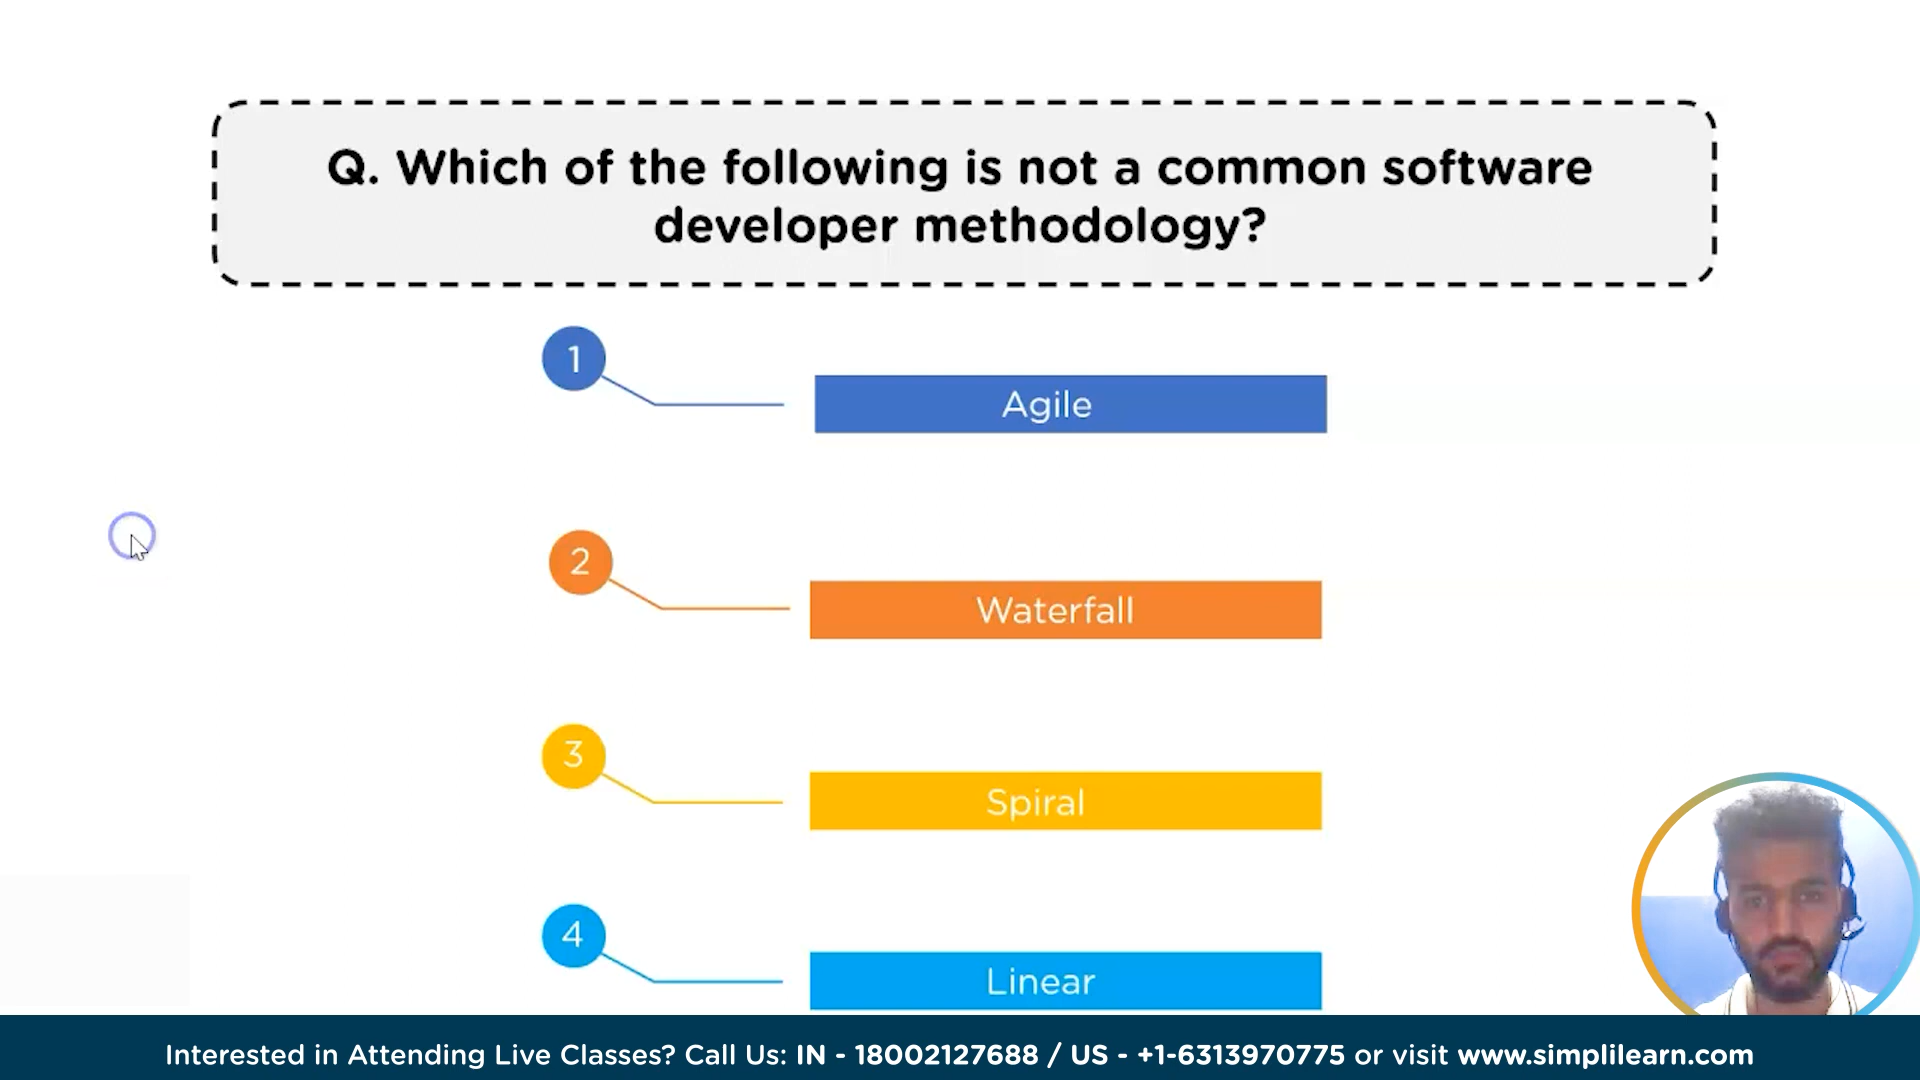 Q. Which of the following is not a common software
developer methodology?
1
Agile
2
Waterfall
3
Spiral
4
Linear
Interested in Attending Live Classes? Call Us: IN - 18002127688 / US - +1-6313970775 or visit www.simplilearn.com